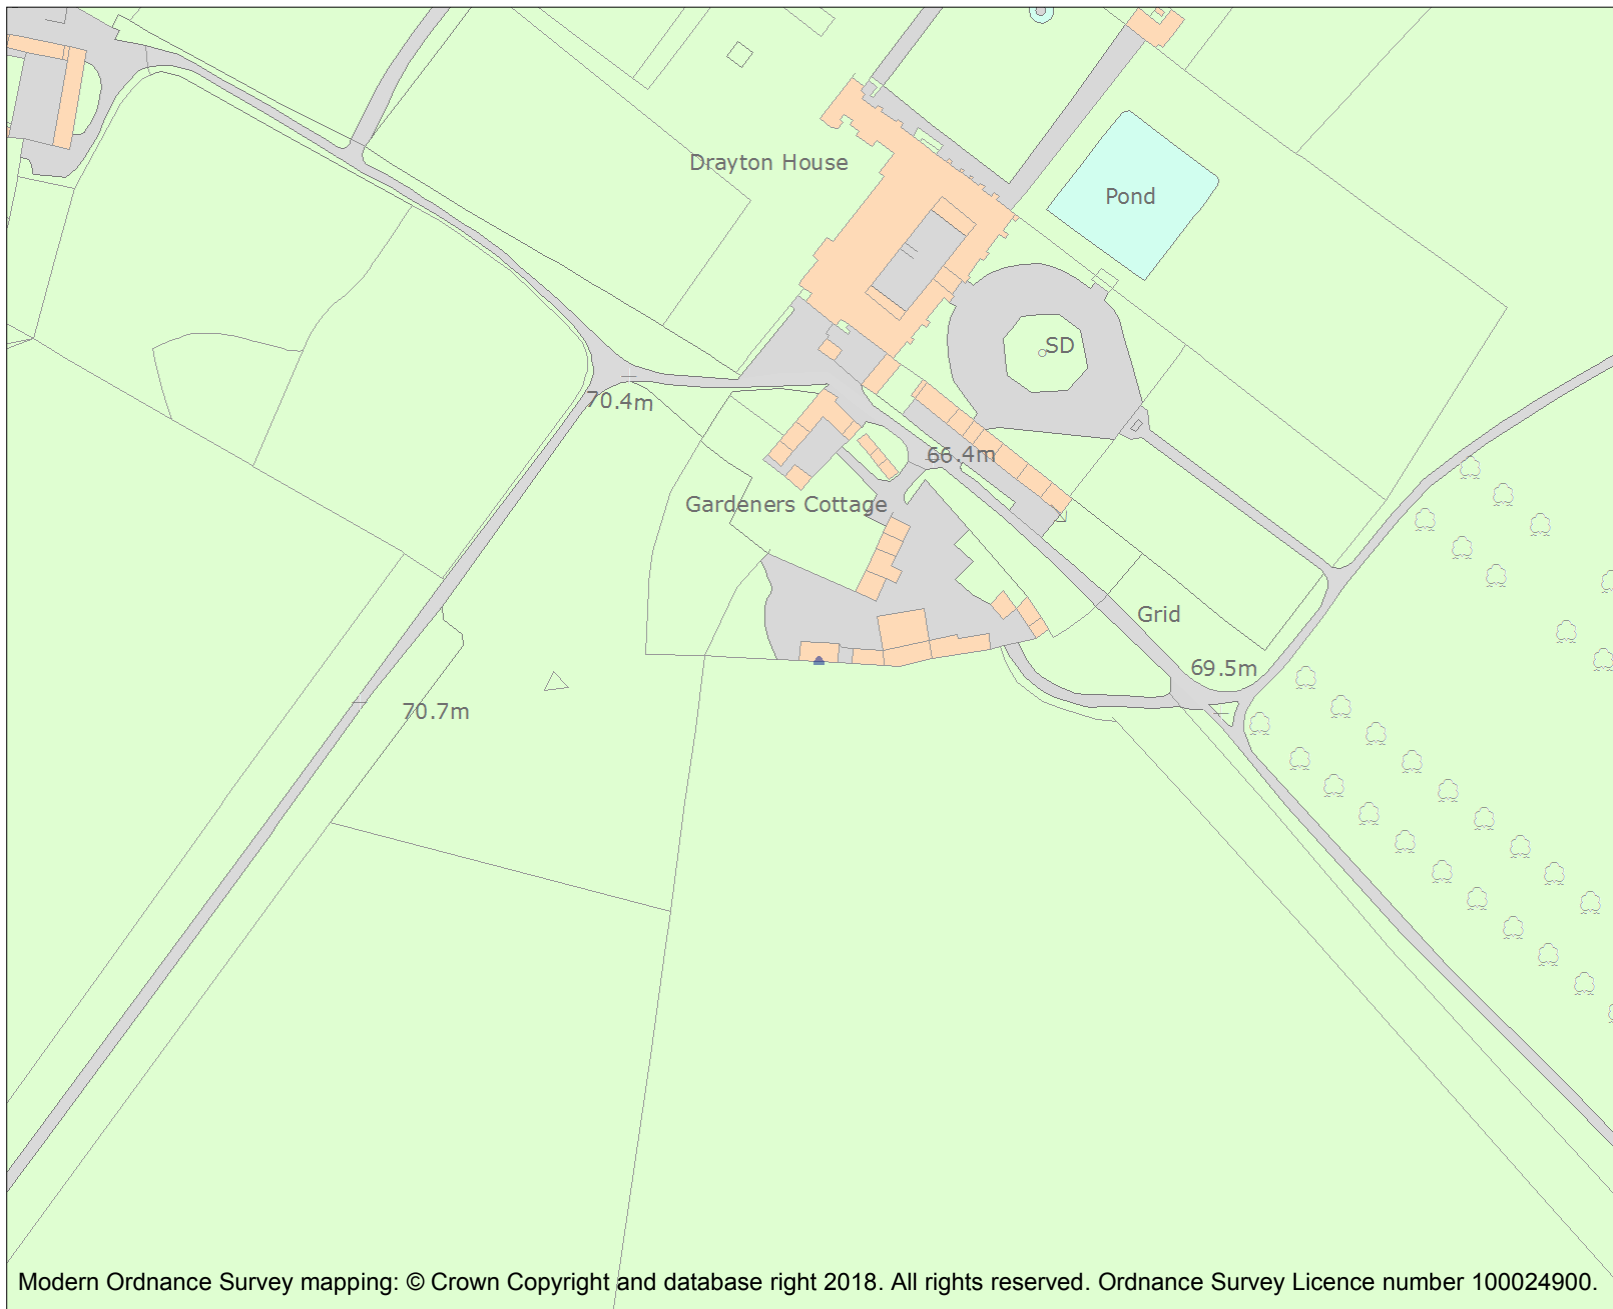 Drayton House
Pond
SD
70.4m
66.4m
Gardeners Cottage
Grid
69.5m
70.7m
Modern Ordnance Survey mapping: © Crown Copyright and database right 2018. All rights reserved. Ordnance Survey Licence number 100024900.